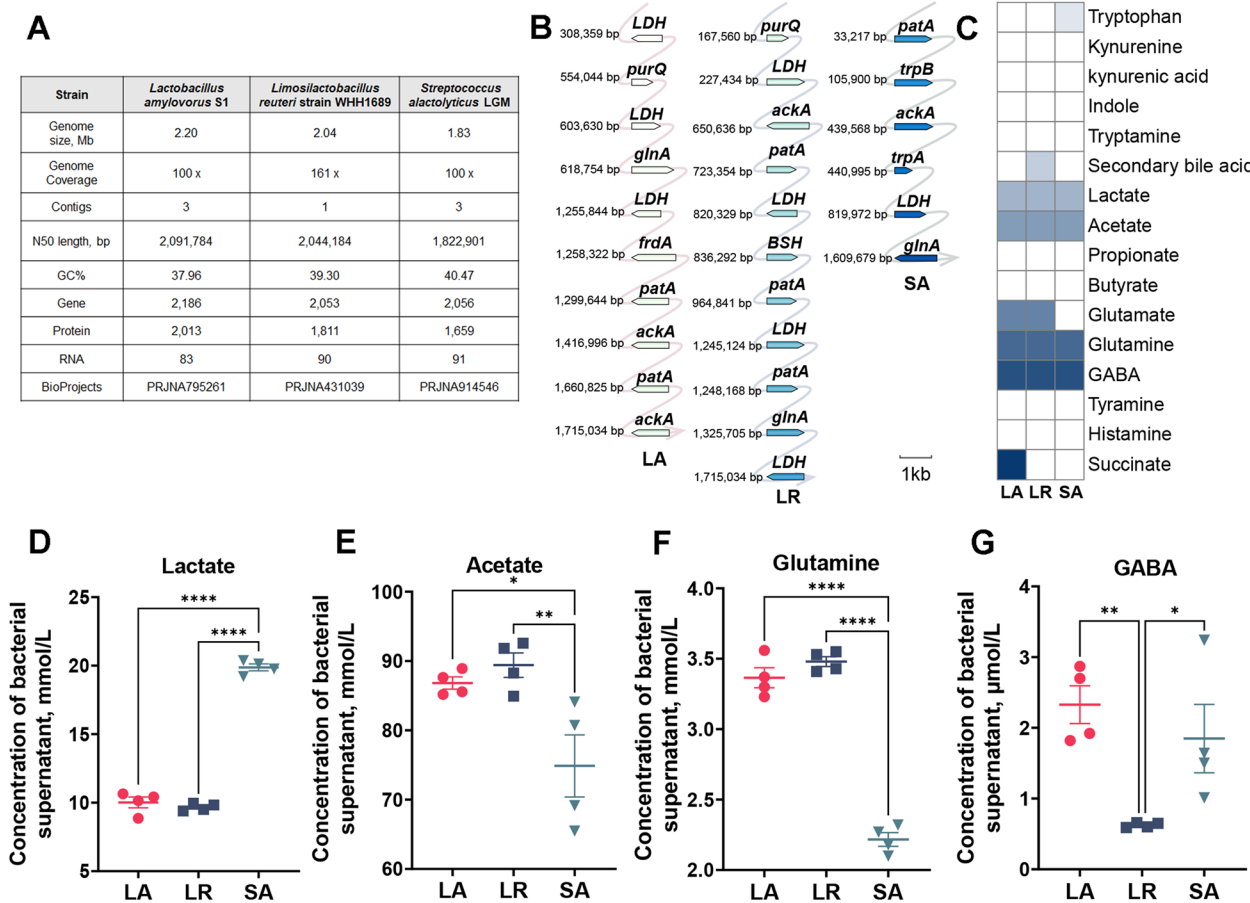 A
Strain
Lactobacillus
amylovorus S1
Limosilactobacillus
reuteri strain WHH1689
Streptococcus
alactolyticus LGM
Genome
size, Mb
2.20
2.04
1.83
Genome
Coverage
100 x
161 x
100 x
Contigs
3
1
3
N50 length, bp
2,091,784
2,044,184
1,822,901
GC%
37.96
39.30
40.47
Gene
2,186
2,053
2,056
Protein
2,013
1,811
1,659
RNA
83
90
91
BioProjects
PRJNA795261
PRJNA431039
PRJNA914546
B
308,359 bp LDH
554,044 bp purQ
603,630 bp LDH
618,754 bp glnA
1,255,844 bp LDH
1,258,322 bp frdA
1,299,644 bp patA
1,416,996 bp ackA
1,660,825 bp patA
1,715,034 bp ackA
LA
167,560 bp purQ
227,434 bp LDH
650,636 bp ackA
723,354 bp patA
820,329 bp LDH
836,292 bp BSH
964,841 bp patA
1,245,124 bp LDH
1,248,168 bp patA
1,325,705 bp glnA
1,715,034 bp LDH
LR
33,217 bp patA
105,900 bp trpB
439,568 bp ackA
440,995 bp trpA
819,972 bp LDH
1,609,679 bp glnA
SA
1kb
C
Tryptophan
Kynurenine
kynurenic acid
Indole
Tryptamine
Secondary bile acid
Lactate
Acetate
Propionate
Butyrate
Glutamate
Glutamine
GABA
Tyramine
Histamine
Succinate
LA LR SA
D
Lactate
Concentration of bacterial
supernatant, mmol/L
25
20
15
10
5
****
****
LA LR SA
E
Acetate
Concentration of bacterial
supernatant, mmol/L
100
90
80
70
60
*
**
LA LR SA
F
Glutamine
Concentration of bacterial
supernatant, mmol/L
4.0
3.5
3.0
2.5
2.0
****
****
LA LR SA
G
GABA
Concentration of bacterial
supernatant, μmol/L
4
3
2
1
0
**
*
LA LR SA